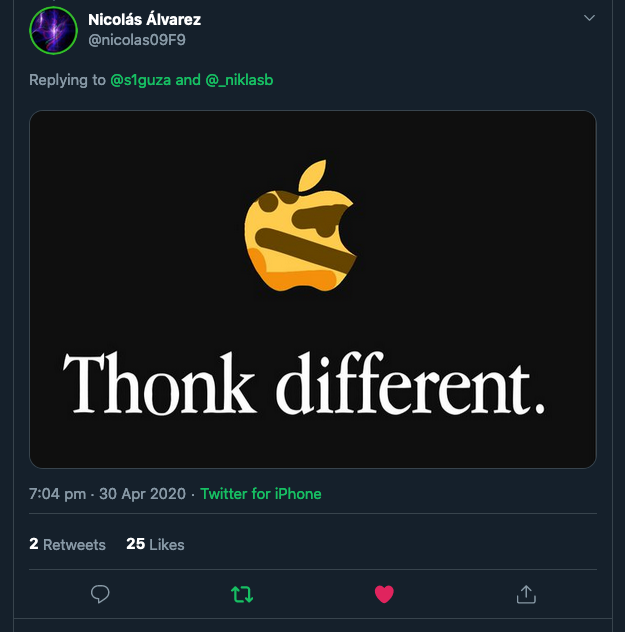 Nicolás Álvarez
@nicolas09F9
Replying to @s1guza and @_niklasb
Thonk different.
7:04 pm · 30 Apr 2020 · Twitter for iPhone
2 Retweets 25 Likes